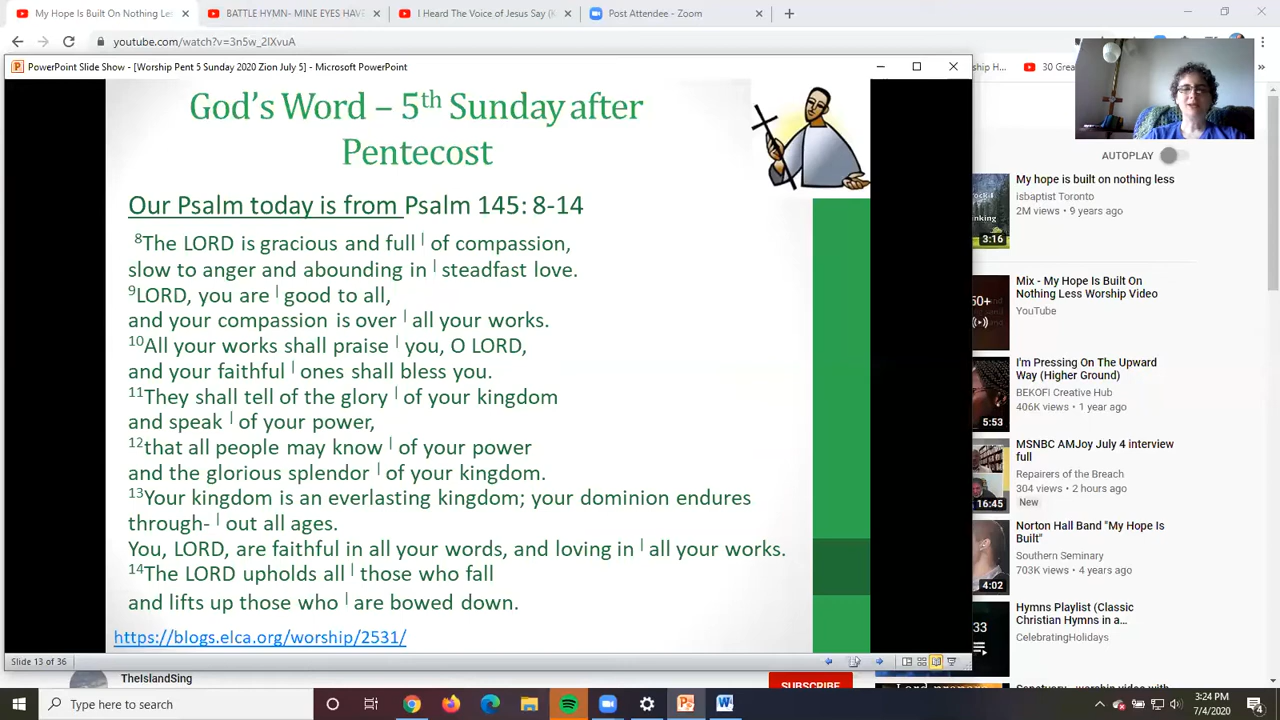 My Hope Is Built On Nothing Les
BATTLE HYMN- MINE EYES HAVE
I Heard The Voice of Jesus Say (K
Post Attendee - Zoom
youtube.com/watch?v=3n5w_2lXvuA
PowerPoint Slide Show - [Worship Pent 5 Sunday 2020 Zion July 5] - Microsoft PowerPoint
30 Grea
God's Word – 5th Sunday after
Pentecost
Our Psalm today is from Psalm 145: 8-14
8The LORD is gracious and full | of compassion,
slow to anger and abounding in | steadfast love.
9LORD, you are | good to all,
and your compassion is over | all your works.
10All your works shall praise | you, O LORD,
and your faithful | ones shall bless you.
11They shall tell of the glory | of your kingdom
and speak | of your power,
12that all people may know | of your power
and the glorious splendor | of your kingdom.
13Your kingdom is an everlasting kingdom; your dominion endures
through- | out all ages.
You, LORD, are faithful in all your words, and loving in | all your works.
14The LORD upholds all | those who fall
and lifts up those who | are bowed down.
https://blogs.elca.org/worship/2531/
Slide 13 of 36
AUTOPLAY
My hope is built on nothing less
isbaptist Toronto
2M views • 9 years ago
3:16
Mix - My Hope Is Built On
Nothing Less Worship Video
YouTube
50+
I'm Pressing On The Upward
Way (Higher Ground)
BEKOFI Creative Hub
406K views • 1 year ago
5:53
MSNBC AMJoy July 4 interview
full
Repairers of the Breach
304 views • 2 hours ago
New
16:45
Norton Hall Band "My Hope Is
Built"
Southern Seminary
703K views • 4 years ago
4:02
Hymns Playlist (Classic
Christian Hymns in a...
CelebratingHolidays
33
TheIslandSing
SUBSCRIBE
Type here to search
3:24 PM
7/4/2020
4